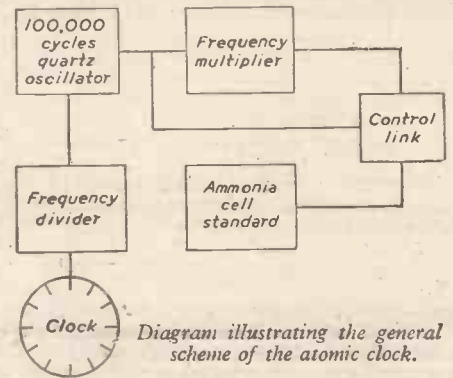 100,000
cycles
quartz
oscillator
Frequency
multiplier
Control
link
Frequency
divider
Ammonia
cell
standard
Clock
Diagram illustrating the general
scheme of the atomic clock.